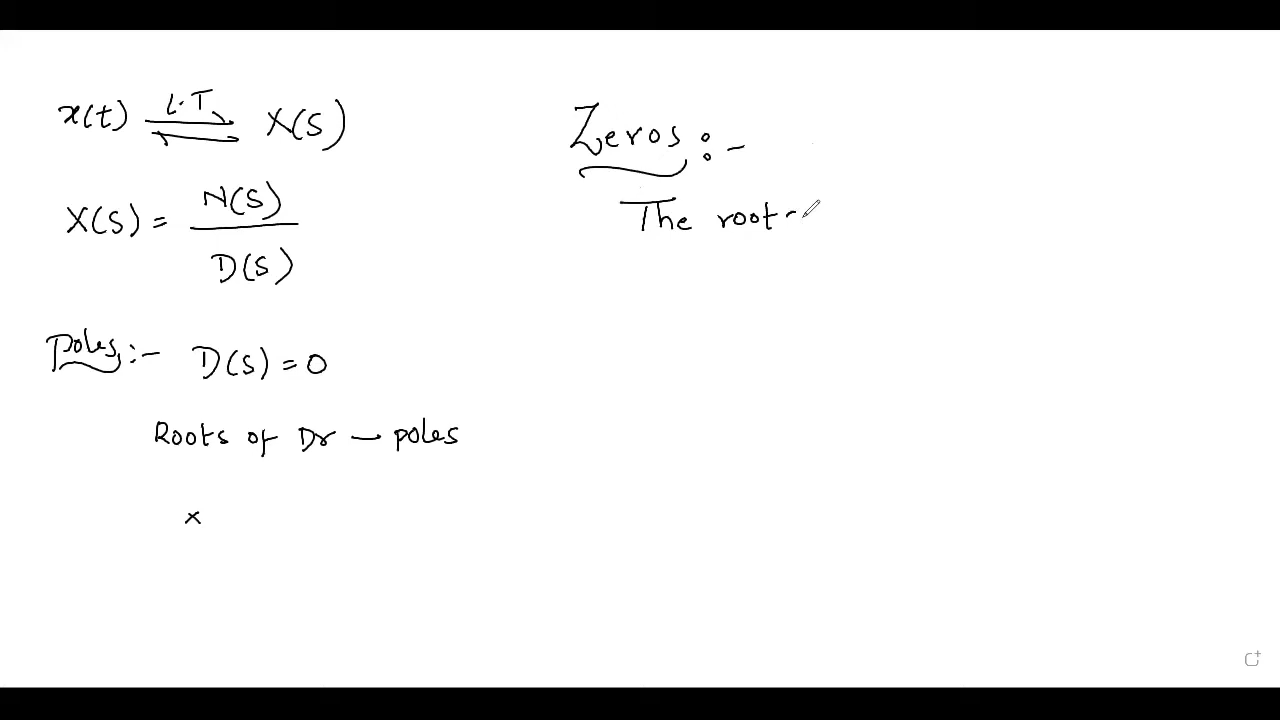 x(t) L.T X(S)
X(S) = N(S) / D(S)
Poles :- D(S) = 0
Roots of Dr — poles
×
Zeros :-
The root